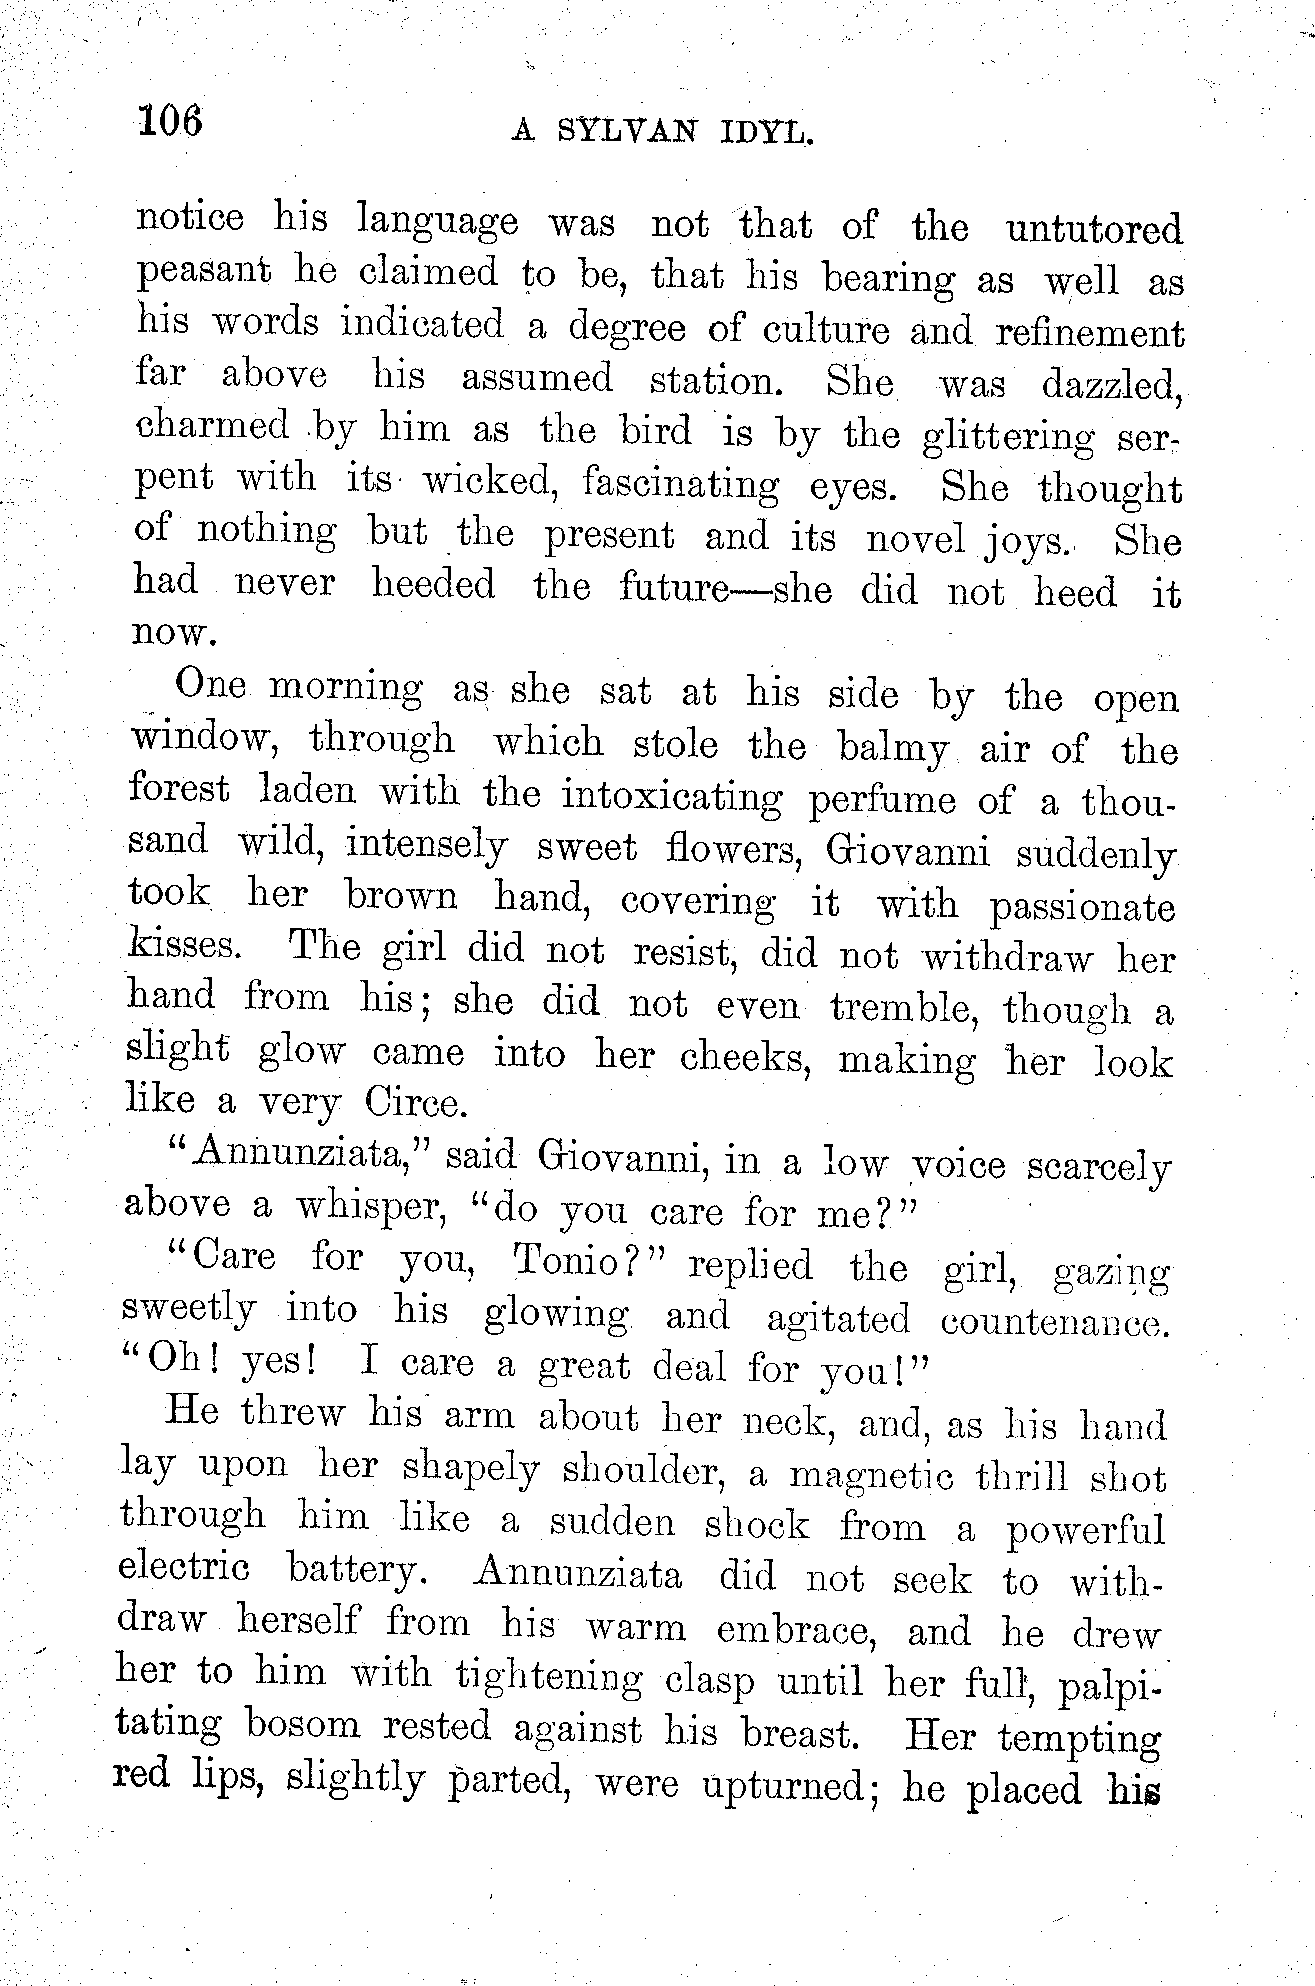 106
A SYLVAN IDYL.
notice his language was not that of the untutored
peasant he claimed to be, that his bearing as well as
his words indicated a degree of culture and refinement
far above his assumed station. She was dazzled,
charmed by him as the bird is by the glittering ser-
pent with its wicked, fascinating eyes. She thought
of nothing but the present and its novel joys. She
had never heeded the future—she did not heed it
now.
One morning as she sat at his side by the open
window, through which stole the balmy air of the
forest laden with the intoxicating perfume of a thou-
sand wild, intensely sweet flowers, Giovanni suddenly
took her brown hand, covering it with passionate
kisses. The girl did not resist, did not withdraw her
hand from his; she did not even tremble, though a
slight glow came into her cheeks, making her look
like a very Circe.
"Annunziata," said Giovanni, in a low voice scarcely
above a whisper, "do you care for me?"
"Care for you, Tonio?" replied the girl, gazing
sweetly into his glowing and agitated countenance.
"Oh! yes! I care a great deal for you!"
He threw his arm about her neck, and, as his hand
lay upon her shapely shoulder, a magnetic thrill shot
through him like a sudden shock from a powerful
electric battery. Annunziata did not seek to with-
draw herself from his warm embrace, and he drew
her to him with tightening clasp until her full, palpi-
tating bosom rested against his breast. Her tempting
red lips, slightly parted, were upturned; he placed his